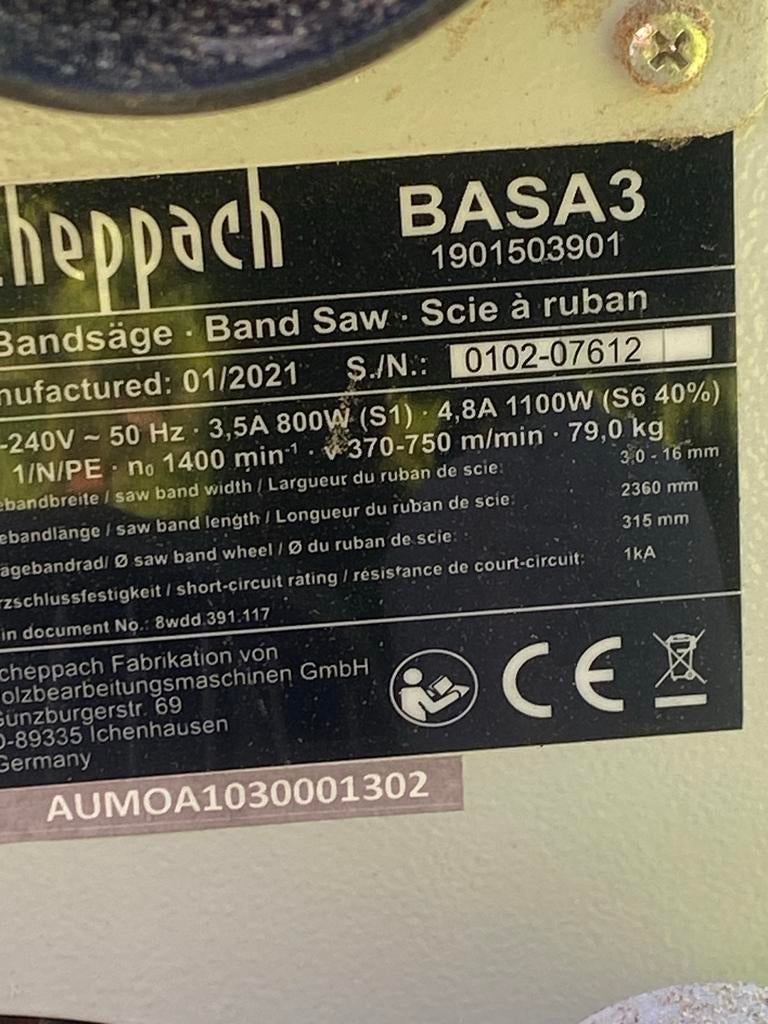 cheppach
BASA3
1901503901
Bandsäge · Band Saw · Scie à ruban
nufactured: 01/2021 S./N.: 0102-07612
-240V ~ 50 Hz · 3,5A 800W (S1) · 4,8A 1100W (S6 40%)
1/N/PE · n₀ 1400 min⁻¹ · v 370-750 m/min · 79,0 kg
ebandbreite / saw band width / Largueur du ruban de scie: 3,0 - 16 mm
ebandlänge / saw band length / Longueur du ruban de scie: 2360 mm
ägebandrad/ Ø saw band wheel / Ø du ruban de scie: 315 mm
rzschlussfestigkeit / short-circuit rating / résistance de court-circuit: 1kA
in document No.: 8wdd.391.117
cheppach Fabrikation von
olzbearbeitungsmaschinen GmbH
Günzburgerstr. 69
D-89335 Ichenhausen
Germany
CE
AUMOA1030001302